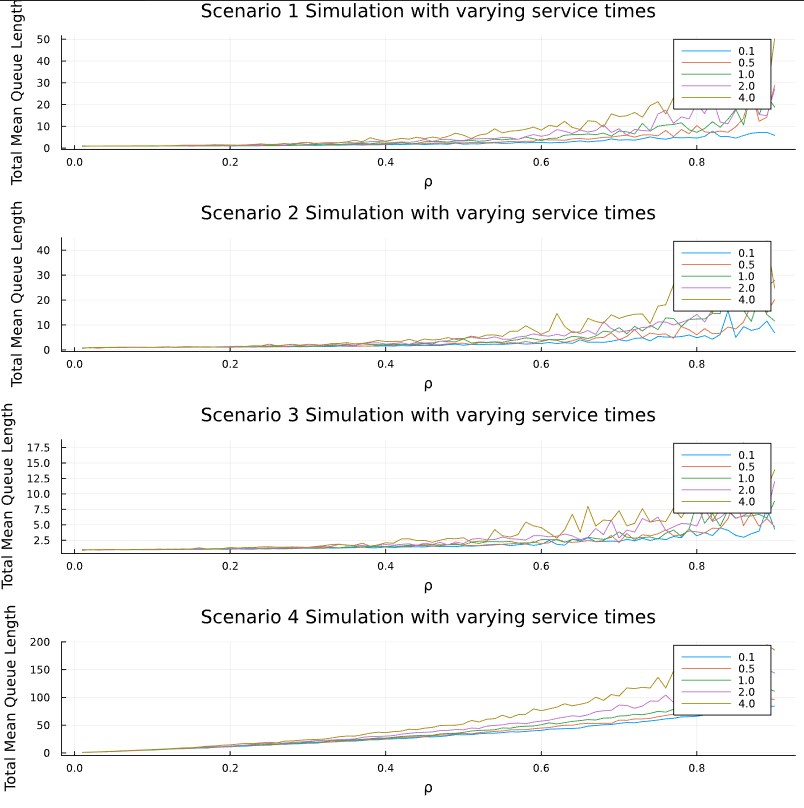 Scenario 1 Simulation with varying service times
Total Mean Queue Length
50
40
30
20
10
0
0.0 0.2 0.4 0.6 0.8
ρ
0.1
0.5
1.0
2.0
4.0
Scenario 2 Simulation with varying service times
Total Mean Queue Length
40
30
20
10
0
0.0 0.2 0.4 0.6 0.8
ρ
0.1
0.5
1.0
2.0
4.0
Scenario 3 Simulation with varying service times
Total Mean Queue Length
17.5
15.0
12.5
10.0
7.5
5.0
2.5
0.0 0.2 0.4 0.6 0.8
ρ
0.1
0.5
1.0
2.0
4.0
Scenario 4 Simulation with varying service times
Total Mean Queue Length
200
150
100
50
0
0.0 0.2 0.4 0.6 0.8
ρ
0.1
0.5
1.0
2.0
4.0